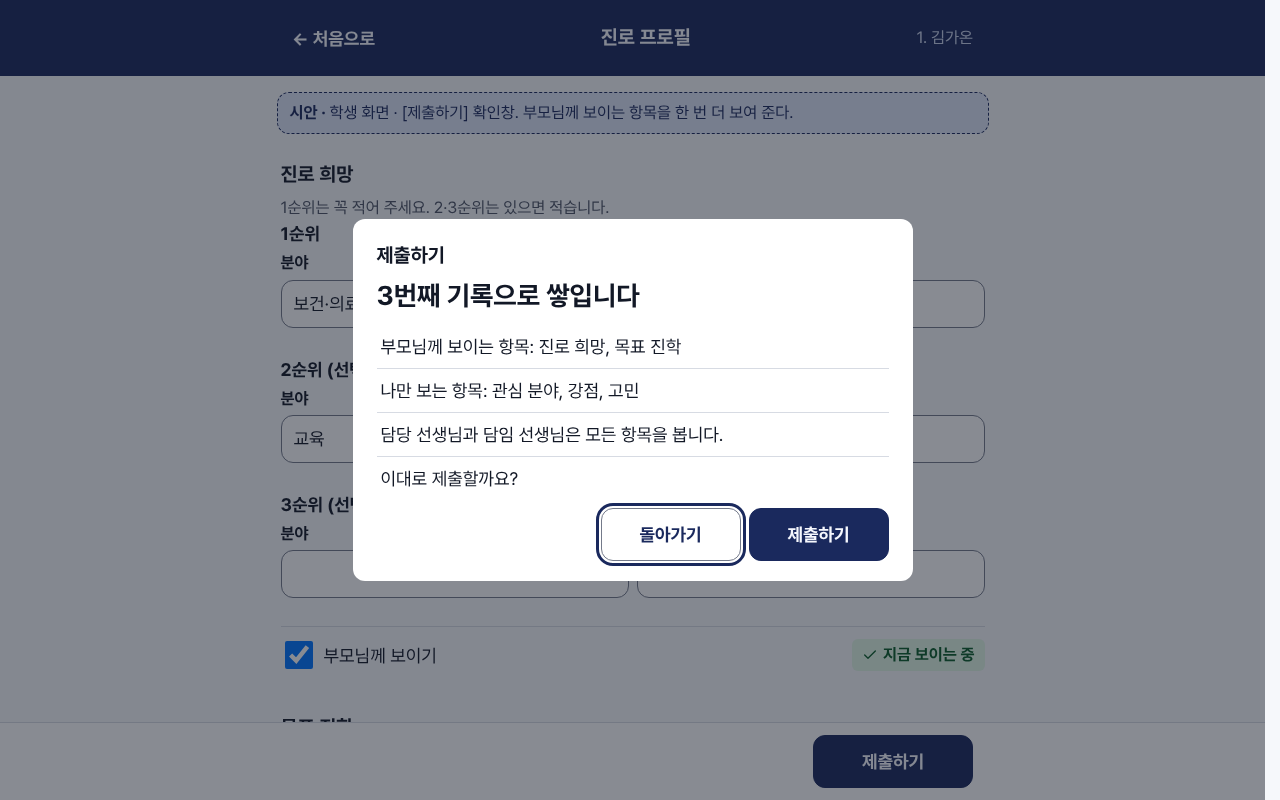 ← 처음으로
진로 프로필
1. 김가온
시안 · 학생 화면 · [제출하기] 확인창. 부모님께 보이는 항목을 한 번 더 보여 준다.
진로 희망
1순위는 꼭 적어 주세요. 2·3순위는 있으면 적습니다.
1순위
분야
보건·의료
2순위 (선택
분야
교육
3순위 (선택
분야
제출하기
3번째 기록으로 쌓입니다
부모님께 보이는 항목: 진로 희망, 목표 진학
나만 보는 항목: 관심 분야, 강점, 고민
담당 선생님과 담임 선생님은 모든 항목을 봅니다.
이대로 제출할까요?
돌아가기
제출하기
부모님께 보이기
✓ 지금 보이는 중
제출하기